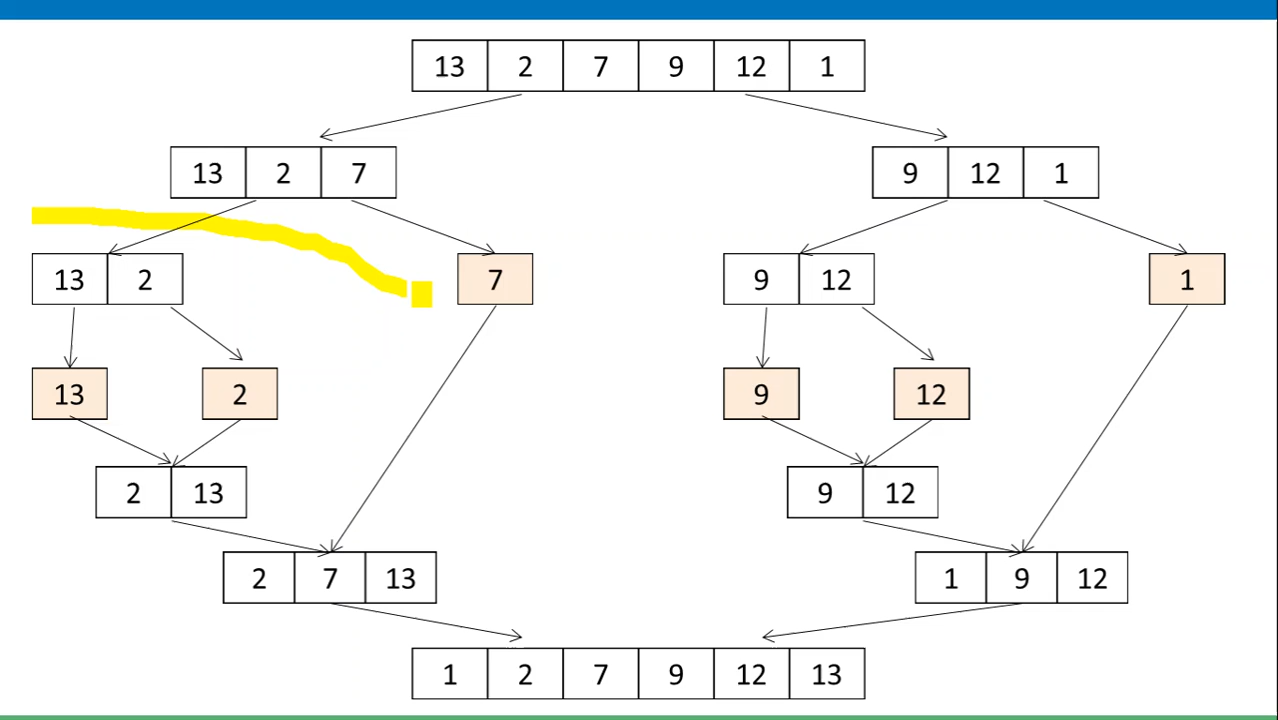 13 2 7 9 12 1
13 2 7 9 12 1
13 2 7 9 12 1
13 2 9 12
2 13 9 12
2 7 13 1 9 12
1 2 7 9 12 13